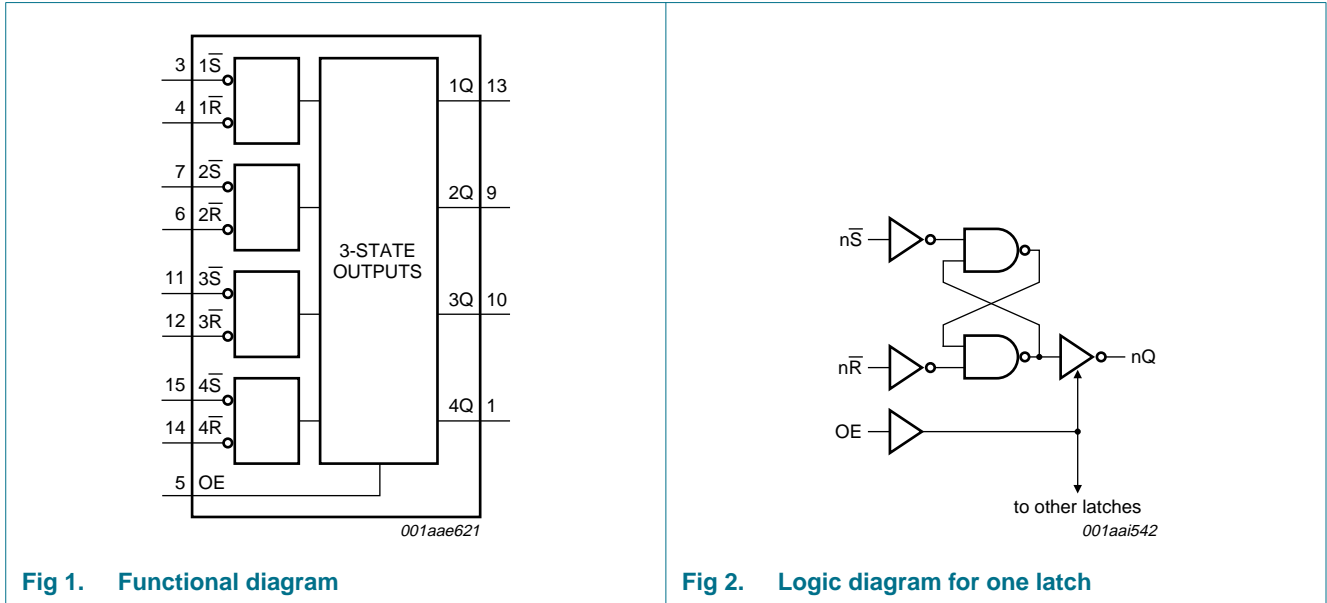 3 1S̅
4 1R̅
7 2S̅
6 2R̅
11 3S̅
12 3R̅
15 4S̅
14 4R̅
5 OE
3-STATE
OUTPUTS
1Q 13
2Q 9
3Q 10
4Q 1
001aae621
Fig 1. Functional diagram
nS̅
nR̅
OE
nQ
to other latches
001aai542
Fig 2. Logic diagram for one latch